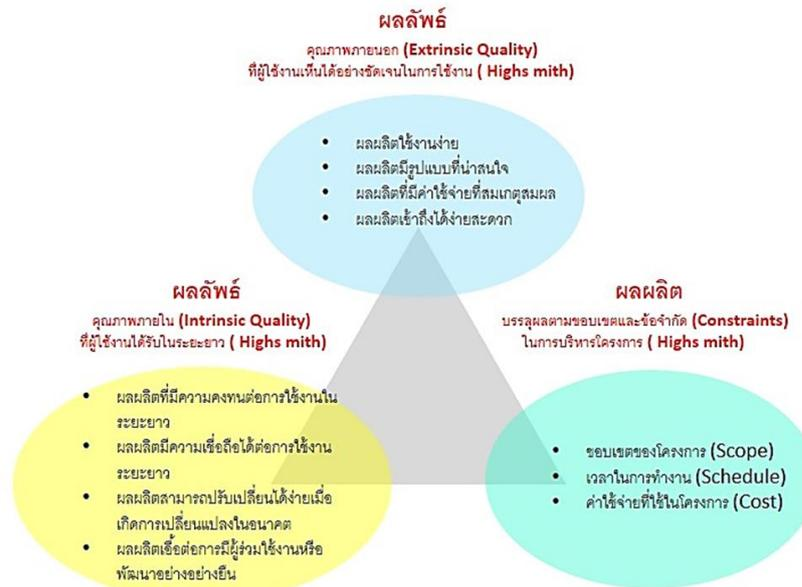 ผลลัพธ์
คุณภาพภายนอก (Extrinsic Quality)
ที่ผู้ใช้งานเห็นได้อย่างชัดเจนในการใช้งาน ( Highs mith)
• ผลผลิตใช้งานง่าย
• ผลผลิตมีรูปแบบที่น่าสนใจ
• ผลผลิตที่มีค่าใช้จ่ายที่สมเกตุสมผล
• ผลผลิตเข้าถึงได้ง่ายสะดวก
ผลลัพธ์
คุณภาพภายใน (Intrinsic Quality)
ที่ผู้ใช้งานได้รับในระยะยาว ( Highs mith)
• ผลผลิตที่มีความคงทนต่อการใช้งานใน
ระยะยาว
• ผลผลิตมีความเชื่อถือได้ต่อการใช้งาน
ระยะยาว
• ผลผลิตสามารถปรับเปลี่ยนได้ง่ายเมื่อ
เกิดการเปลี่ยนแปลงในอนาคต
• ผลผลิตเอื้อต่อการมีผู้ร่วมใช้งานหรือ
พัฒนาอย่างอย่างยืน
ผลผลิต
บรรลุผลตามขอบเขตและข้อจำกัด (Constraints)
ในการบริหารโครงการ ( Highs mith)
• ขอบเขตของโครงการ (Scope)
• เวลาในการทำงาน (Schedule)
• ค่าใช้จ่ายที่ใช้ในโครงการ (Cost)